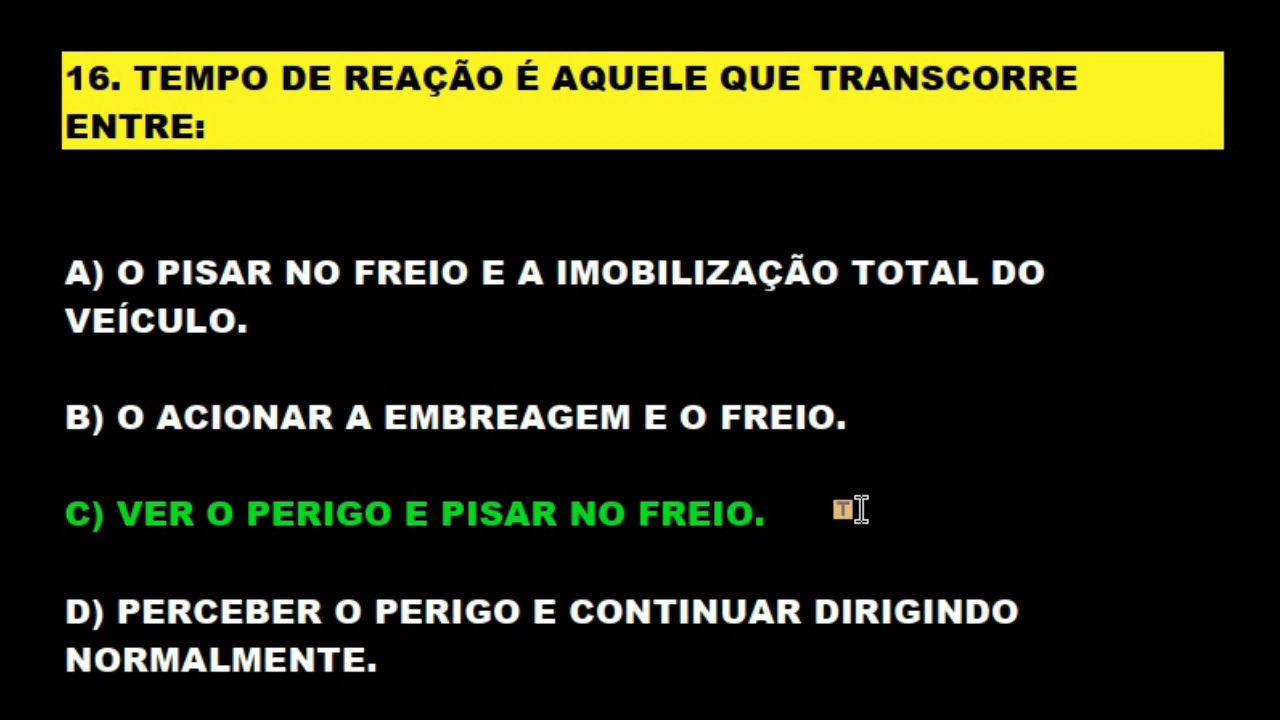 16. TEMPO DE REAÇÃO É AQUELE QUE TRANSCORRE
ENTRE:
A) O PISAR NO FREIO E A IMOBILIZAÇÃO TOTAL DO
VEÍCULO.
B) O ACIONAR A EMBREAGEM E O FREIO.
C) VER O PERIGO E PISAR NO FREIO.
T
D) PERCEBER O PERIGO E CONTINUAR DIRIGINDO
NORMALMENTE.